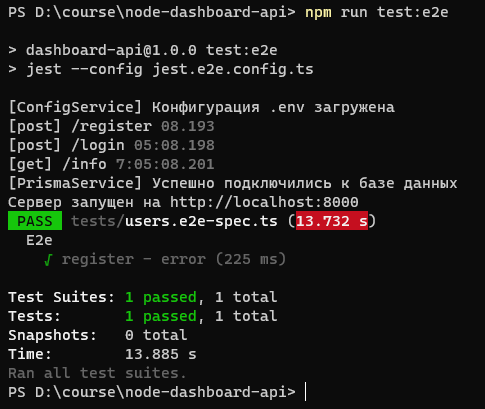 PS D:\course\node-dashboard-api> npm run test:e2e
> dashboard-api@1.0.0 test:e2e
> jest --config jest.e2e.config.ts
[ConfigService] Конфигурация .env загружена
[post] /register 08.193
[post] /login 05:08.198
[get] /info 7:05:08.201
[PrismaService] Успешно подключились к базе данных
Сервер запущен на http://localhost:8000
PASS tests/users.e2e-spec.ts (13.732 s)
E2e
√ register - error (225 ms)
Test Suites: 1 passed, 1 total
Tests: 1 passed, 1 total
Snapshots: 0 total
Time: 13.885 s
Ran all test suites.
PS D:\course\node-dashboard-api>